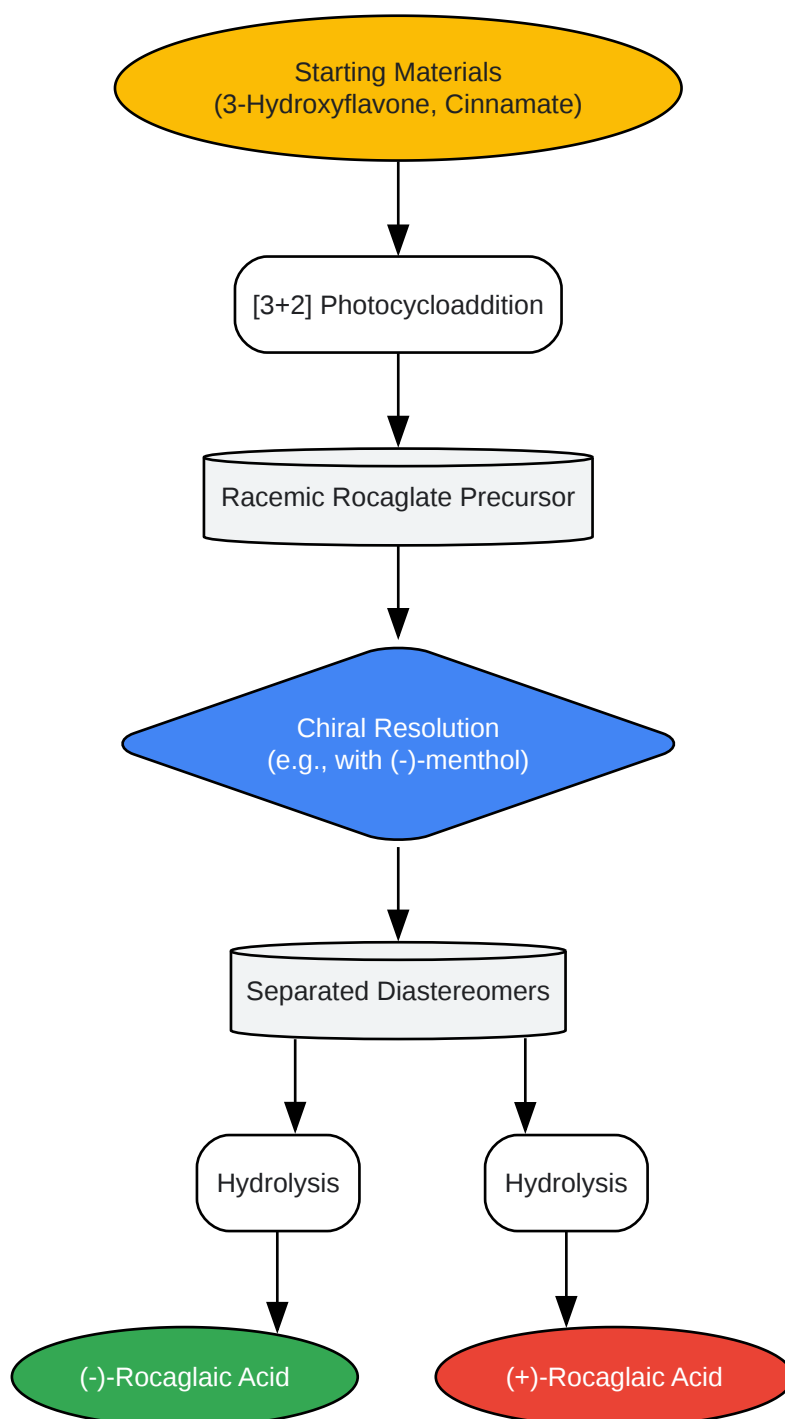 Starting Materials
(3-Hydroxyflavone, Cinnamate)
[3+2] Photocycloaddition
Racemic Rocaglate Precursor
Chiral Resolution
(e.g., with (-)-menthol)
Separated Diastereomers
Hydrolysis
Hydrolysis
(-)-Rocaglaic Acid
(+)-Rocaglaic Acid